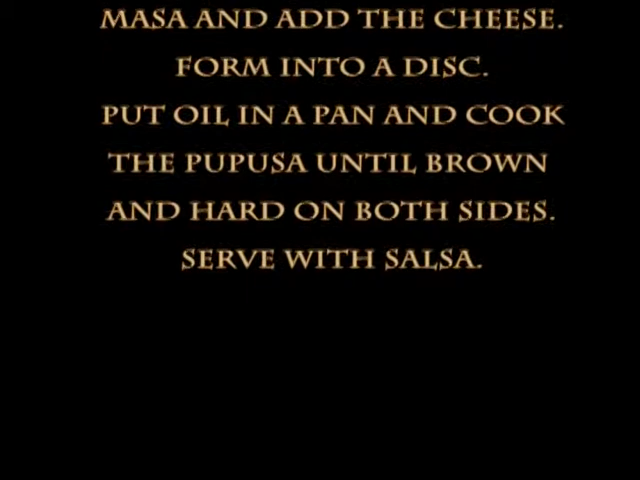 MASA AND ADD THE CHEESE.
FORM INTO A DISC.
PUT OIL IN A PAN AND COOK
THE PUPUSA UNTIL BROWN
AND HARD ON BOTH SIDES.
SERVE WITH SALSA.